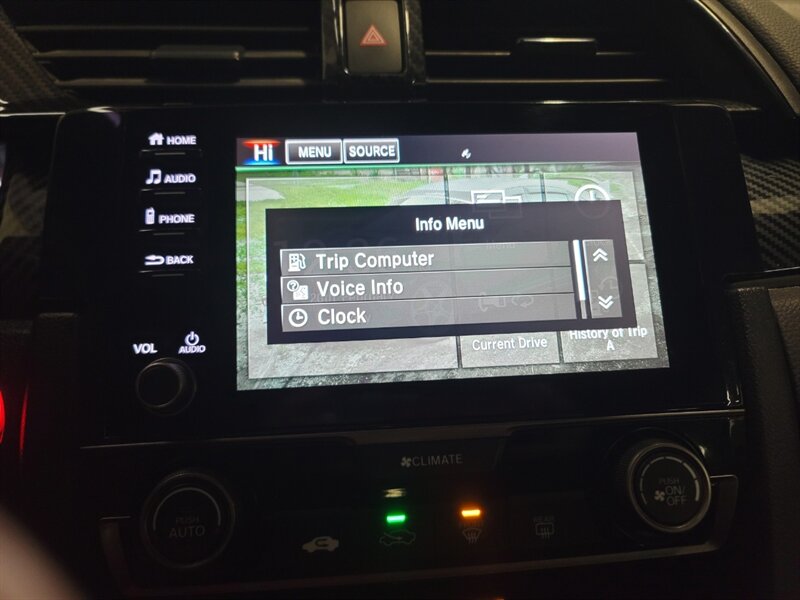 HOME
AUDIO
PHONE
BACK
VOL
AUDIO
Hi
MENU
SOURCE
Info Menu
Trip Computer
Voice Info
Clock
Current Drive
History of Trip
A
CLIMATE
PUSH
AUTO
REAR
PUSH
ON/
OFF